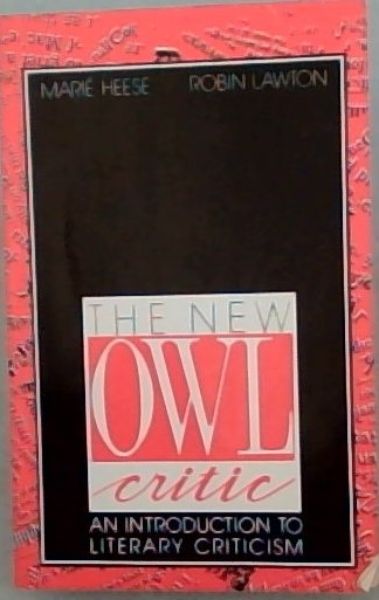 MARIÉ HEESE ROBIN LAWTON
THE NEW
OWL
critic
AN INTRODUCTION TO
LITERARY CRITICISM